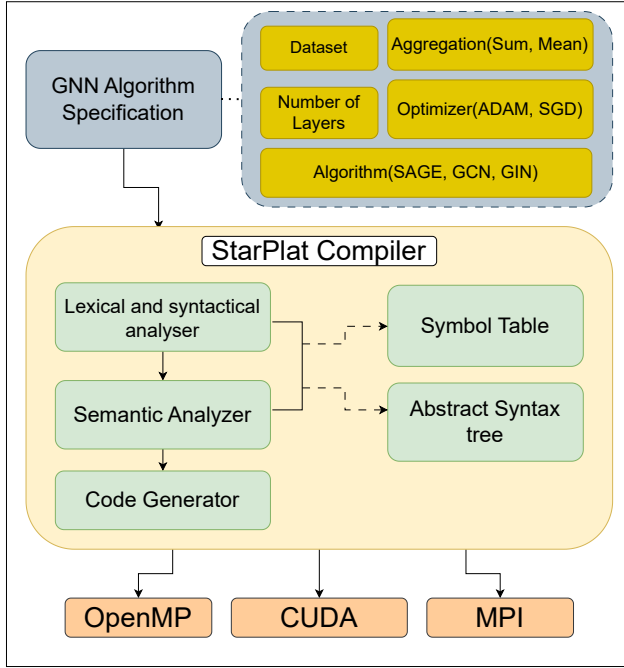 GNN Algorithm
Specification
Dataset
Aggregation(Sum, Mean)
Number of
Layers
Optimizer(ADAM, SGD)
Algorithm(SAGE, GCN, GIN)
StarPlat Compiler
Lexical and syntactical
analyser
Symbol Table
Semantic Analyzer
Abstract Syntax
tree
Code Generator
OpenMP
CUDA
MPI